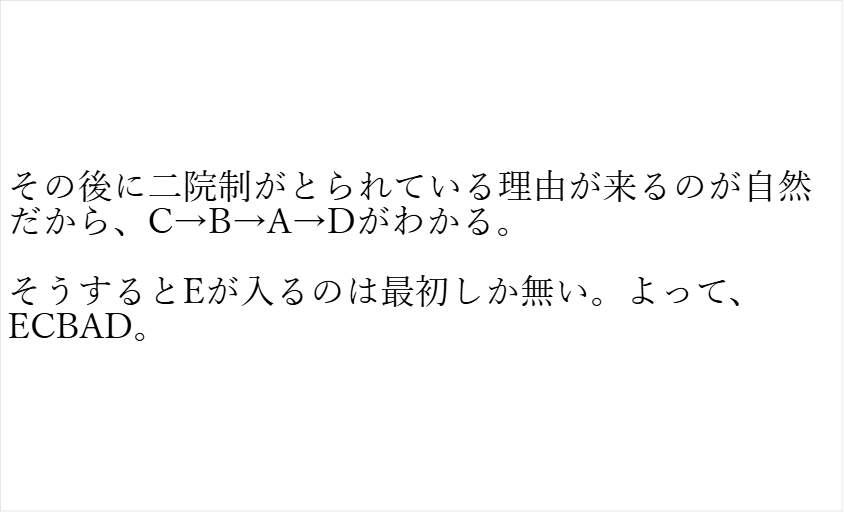 その後に二院制がとられている理由が来るのが自然
だから、C→B→A→Dがわかる。
そうするとEが入るのは最初しか無い。よって、
ECBAD。